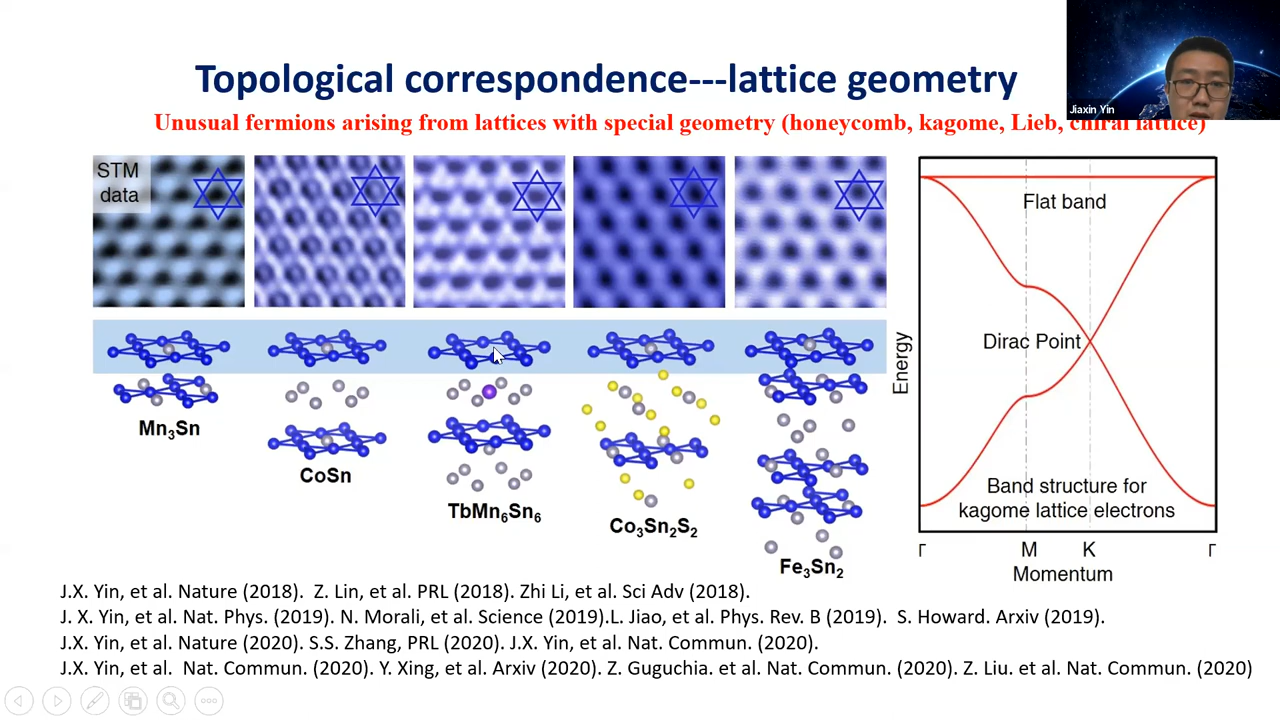 Topological correspondence---lattice geometry
Jiaxin Yin
Unusual fermions arising from lattices with special geometry (honeycomb, kagome, Lieb, chiral lattice)
STM
data
Flat band
Dirac Point
Energy
Mn3Sn
CoSn
TbMn6Sn6
Co3Sn2S2
Fe3Sn2
Band structure for
kagome lattice electrons
Γ M K Γ
Momentum
J.X. Yin, et al. Nature (2018).  Z. Lin, et al. PRL (2018). Zhi Li, et al. Sci Adv (2018).
J. X. Yin, et al. Nat. Phys. (2019). N. Morali, et al. Science (2019).L. Jiao, et al. Phys. Rev. B (2019).  S. Howard. Arxiv (2019).
J.X. Yin, et al. Nature (2020). S.S. Zhang, PRL (2020). J.X. Yin, et al. Nat. Commun. (2020).
J.X. Yin, et al.  Nat. Commun. (2020). Y. Xing, et al. Arxiv (2020). Z. Guguchia. et al. Nat. Commun. (2020). Z. Liu. et al. Nat. Commun. (2020)